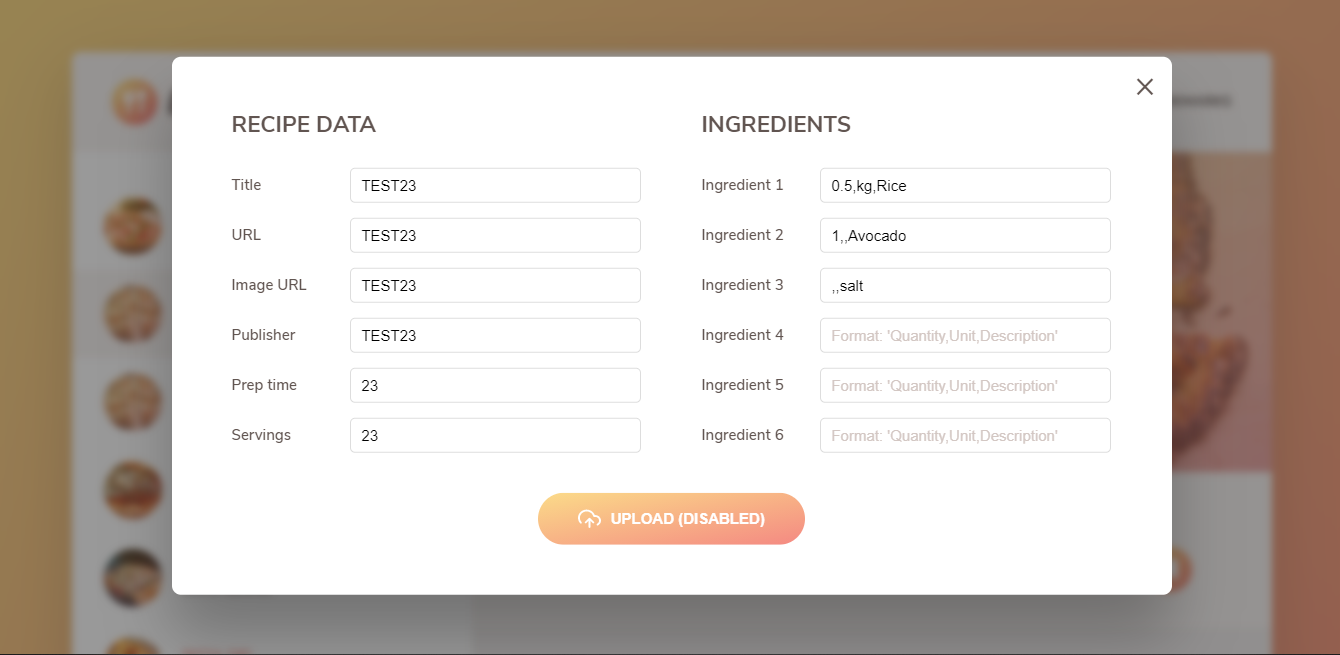 RECIPE DATA
Title
TEST23
URL
TEST23
Image URL
TEST23
Publisher
TEST23
Prep time
23
Servings
23
INGREDIENTS
Ingredient 1
0.5,kg,Rice
Ingredient 2
1,,Avocado
Ingredient 3
,,salt
Ingredient 4
Format: 'Quantity,Unit,Description'
Ingredient 5
Format: 'Quantity,Unit,Description'
Ingredient 6
Format: 'Quantity,Unit,Description'
UPLOAD (DISABLED)